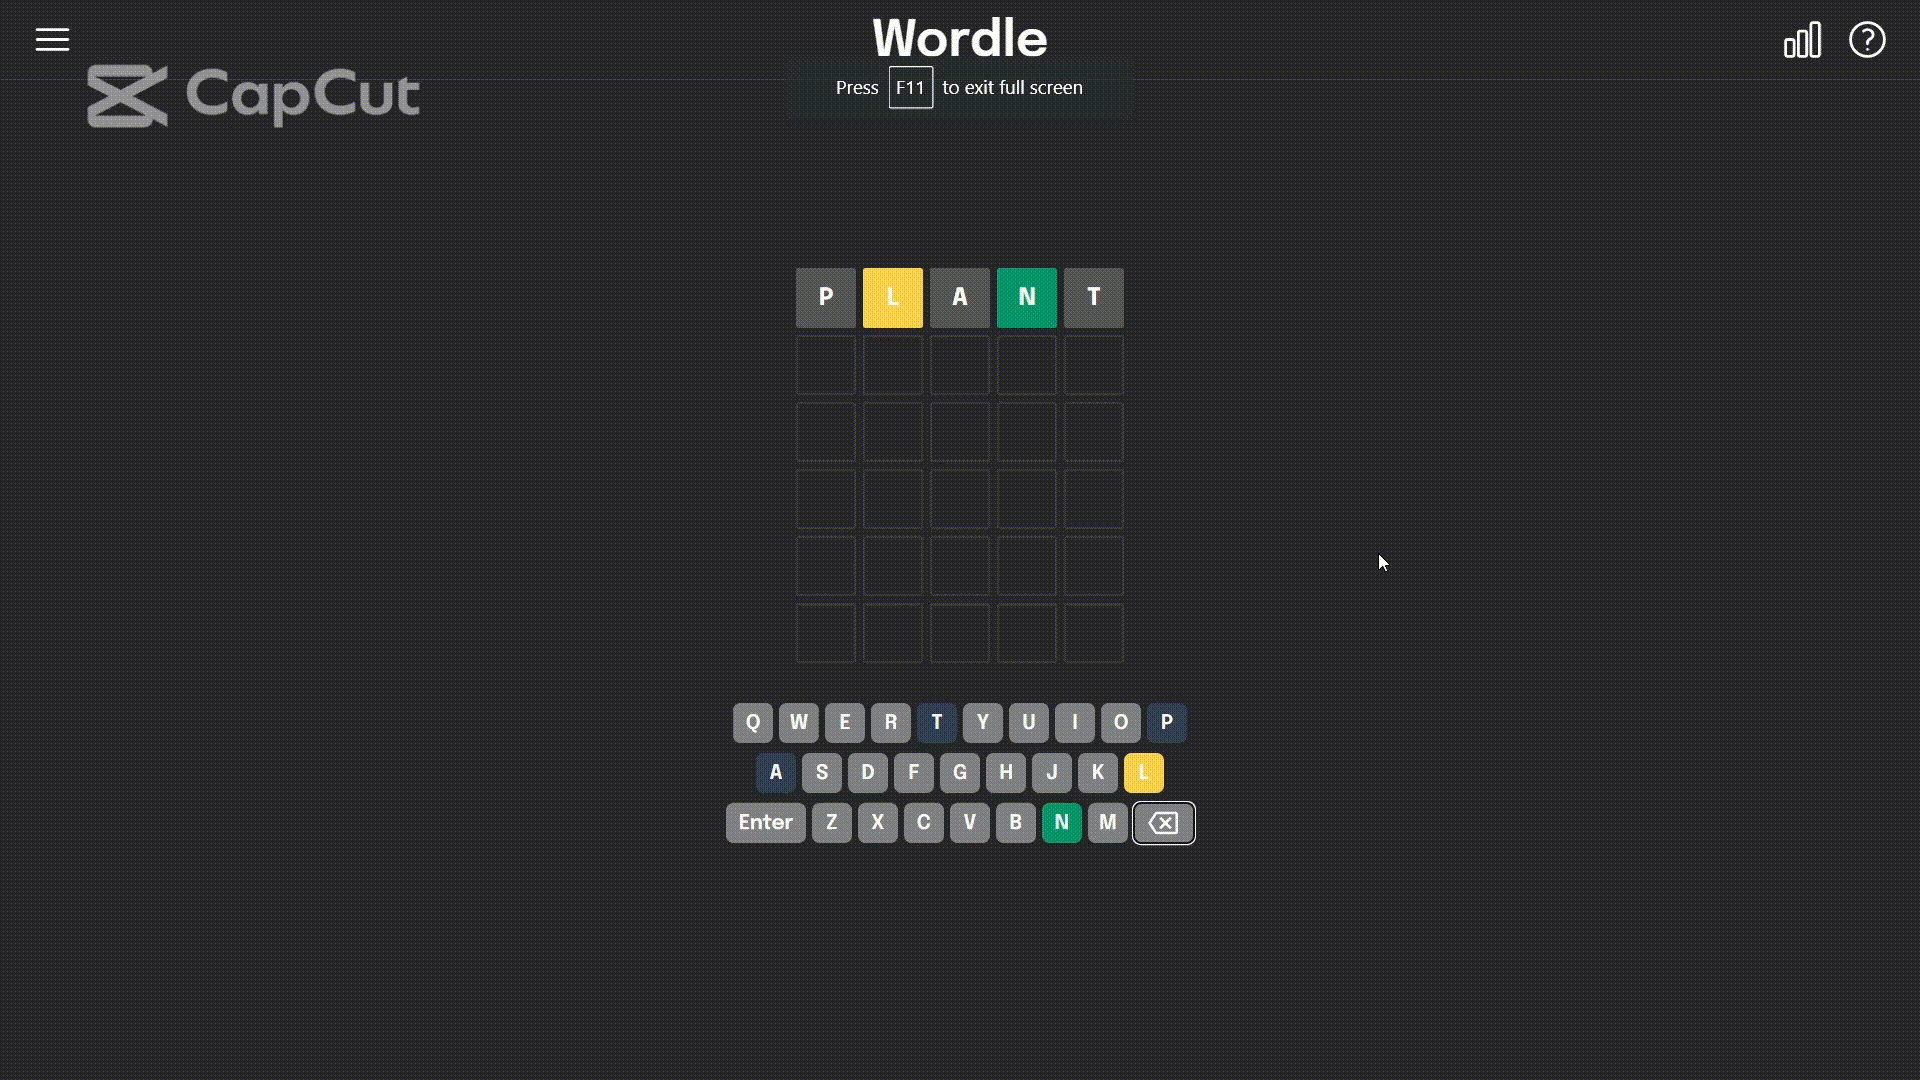 Wordle
Press F11 to exit full screen
CapCut
P L A N T
Q W E R T Y U I O P
A S D F G H J K L
Enter Z X C V B N M